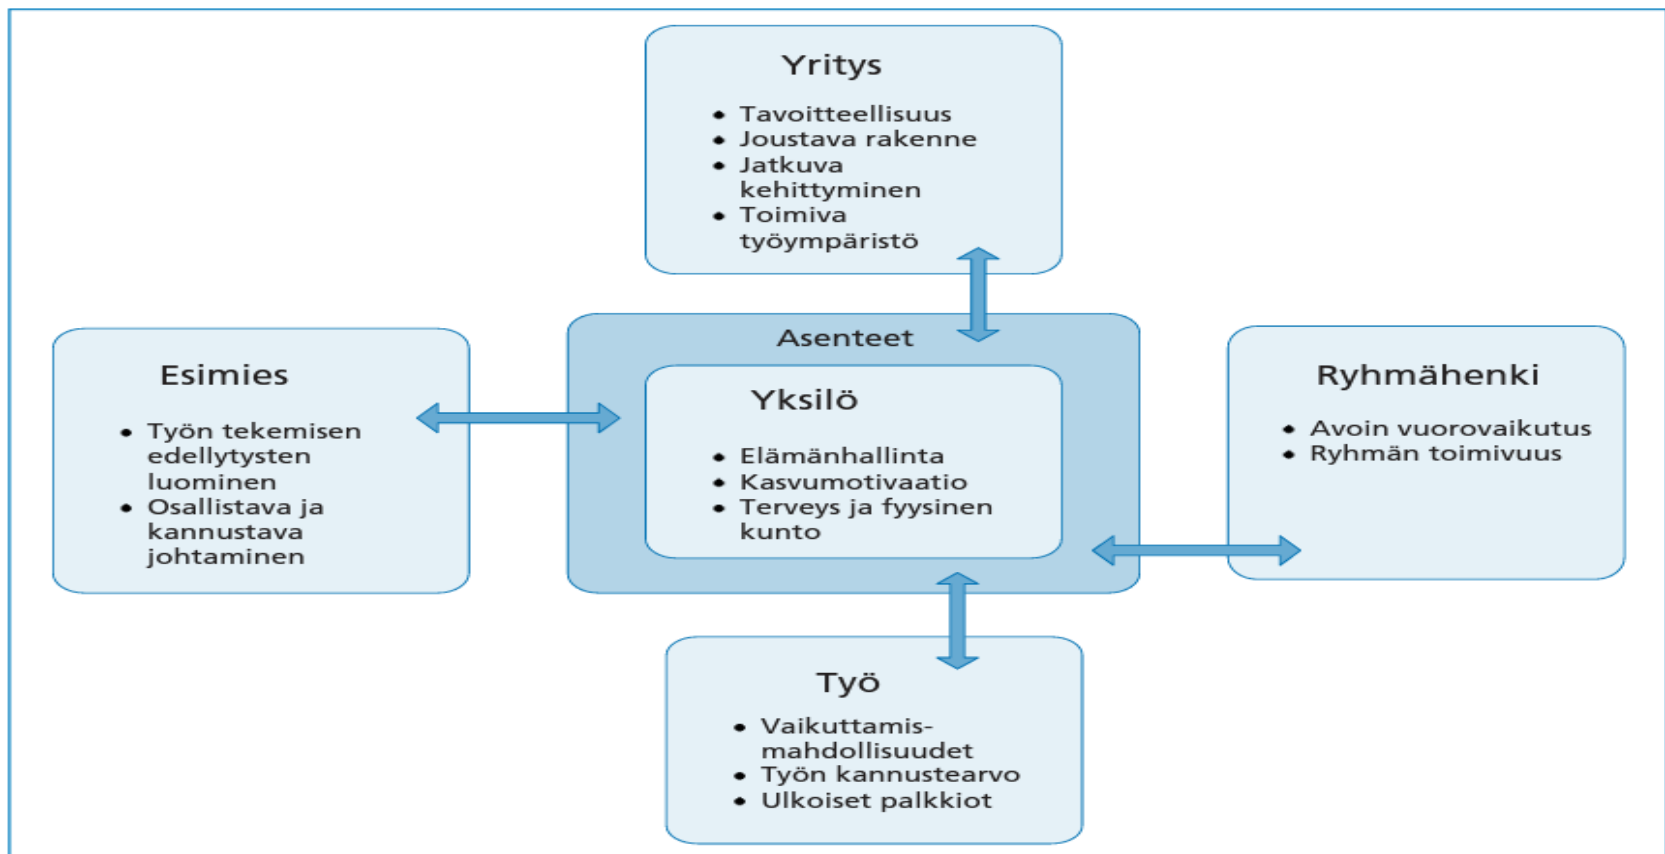 Yritys
• Tavoitteellisuus
• Joustava rakenne
• Jatkuva
kehittyminen
• Toimiva
työympäristö
Esimies
• Työn tekemisen
edellytysten
luominen
• Osallistava ja
kannustava
johtaminen
Asenteet
Yksilö
• Elämänhallinta
• Kasvumotivaatio
• Terveys ja fyysinen
kunto
Ryhmähenki
• Avoin vuorovaikutus
• Ryhmän toimivuus
Työ
• Vaikuttamis-
mahdollisuudet
• Työn kannustearvo
• Ulkoiset palkkiot